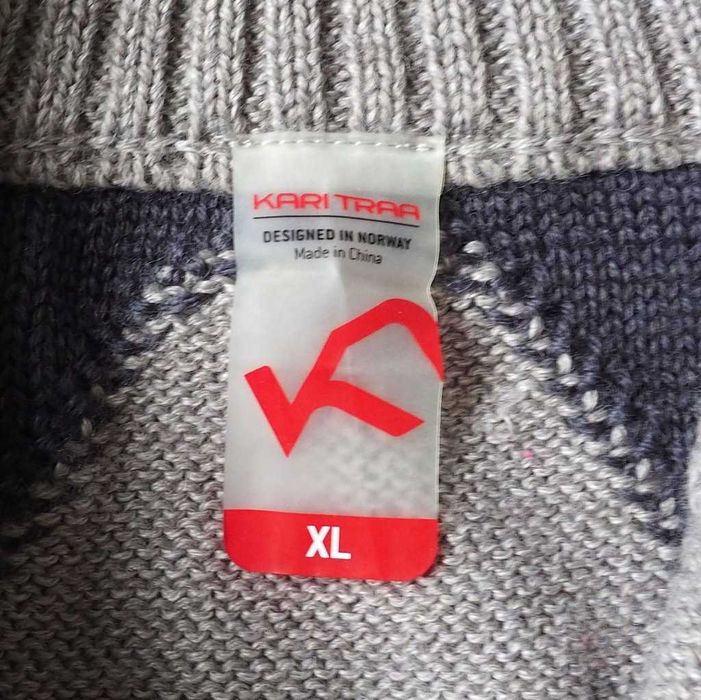 KARI TRAA
DESIGNED IN NORWAY
Made in China
XL